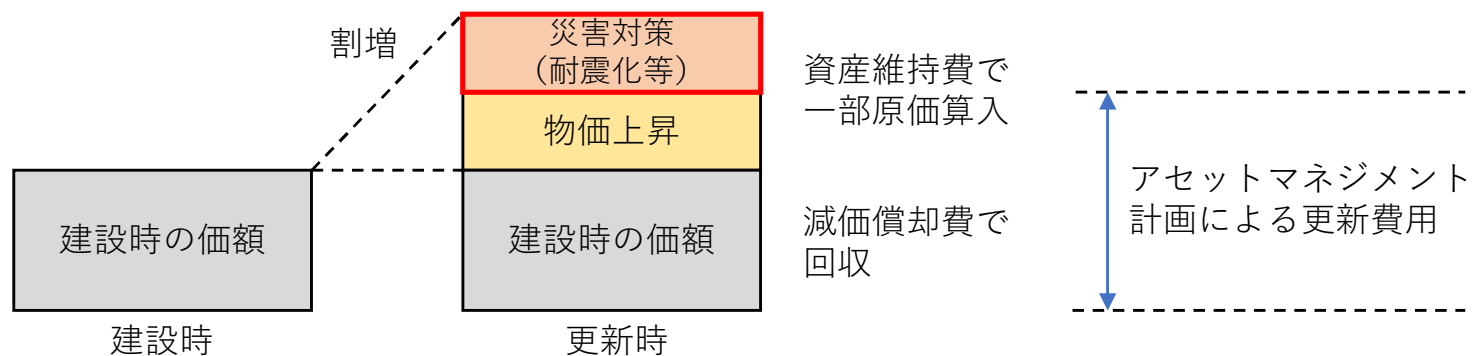 割増
災害対策
（耐震化等）
物価上昇
建設時の価額
建設時の価額
建設時
更新時
資産維持費で
一部原価算入
減価償却費で
回収
アセットマネジメント
計画による更新費用